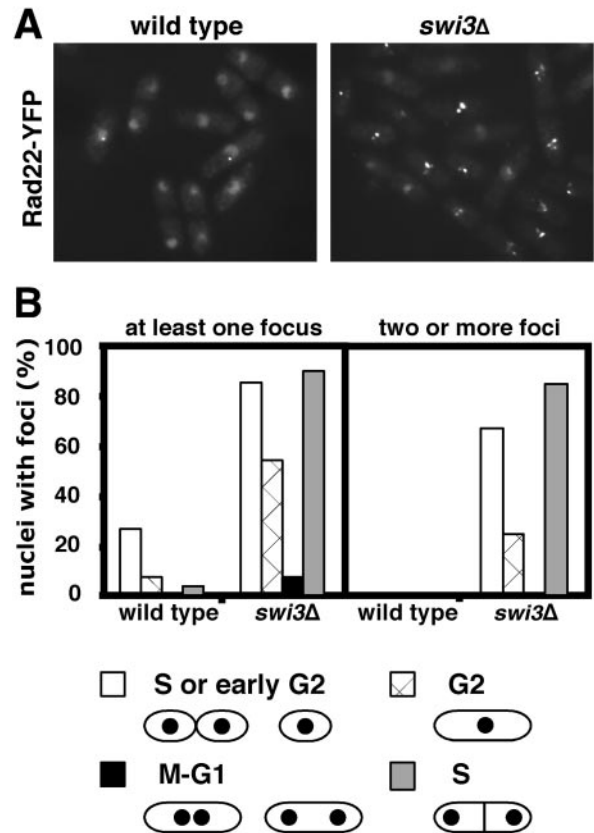 A
wild type swi3Δ
Rad22-YFP
B
at least one focus two or more foci
nuclei with foci (%)
100
80
60
40
20
0
wild type swi3Δ wild type swi3Δ
S or early G2 G2
M-G1 S